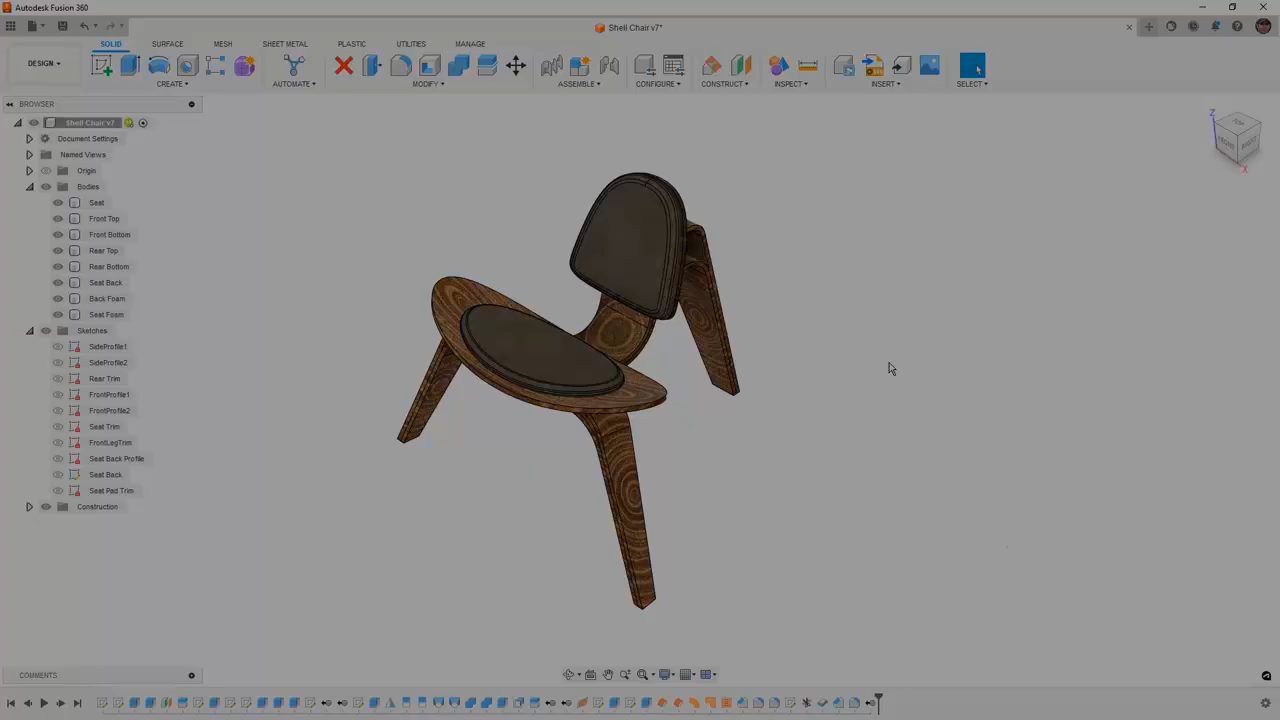 Autodesk Fusion 360
Shell Chair v7*
SOLID SURFACE MESH SHEET METAL PLASTIC UTILITIES MANAGE
DESIGN
CREATE AUTOMATE MODIFY ASSEMBLE CONFIGURE CONSTRUCT INSPECT INSERT SELECT
BROWSER
Shell Chair v7
Document Settings
Named Views
Origin
Bodies
Seat
Front Top
Front Bottom
Rear Top
Rear Bottom
Seat Back
Back Foam
Seat Foam
Sketches
SideProfile1
SideProfile2
Rear Trim
FrontProfile1
FrontProfile2
Seat Trim
FrontLegTrim
Seat Back Profile
Seat Back
Seat Pad Trim
Construction
Z
TOP
FRONT RIGHT
X
COMMENTS